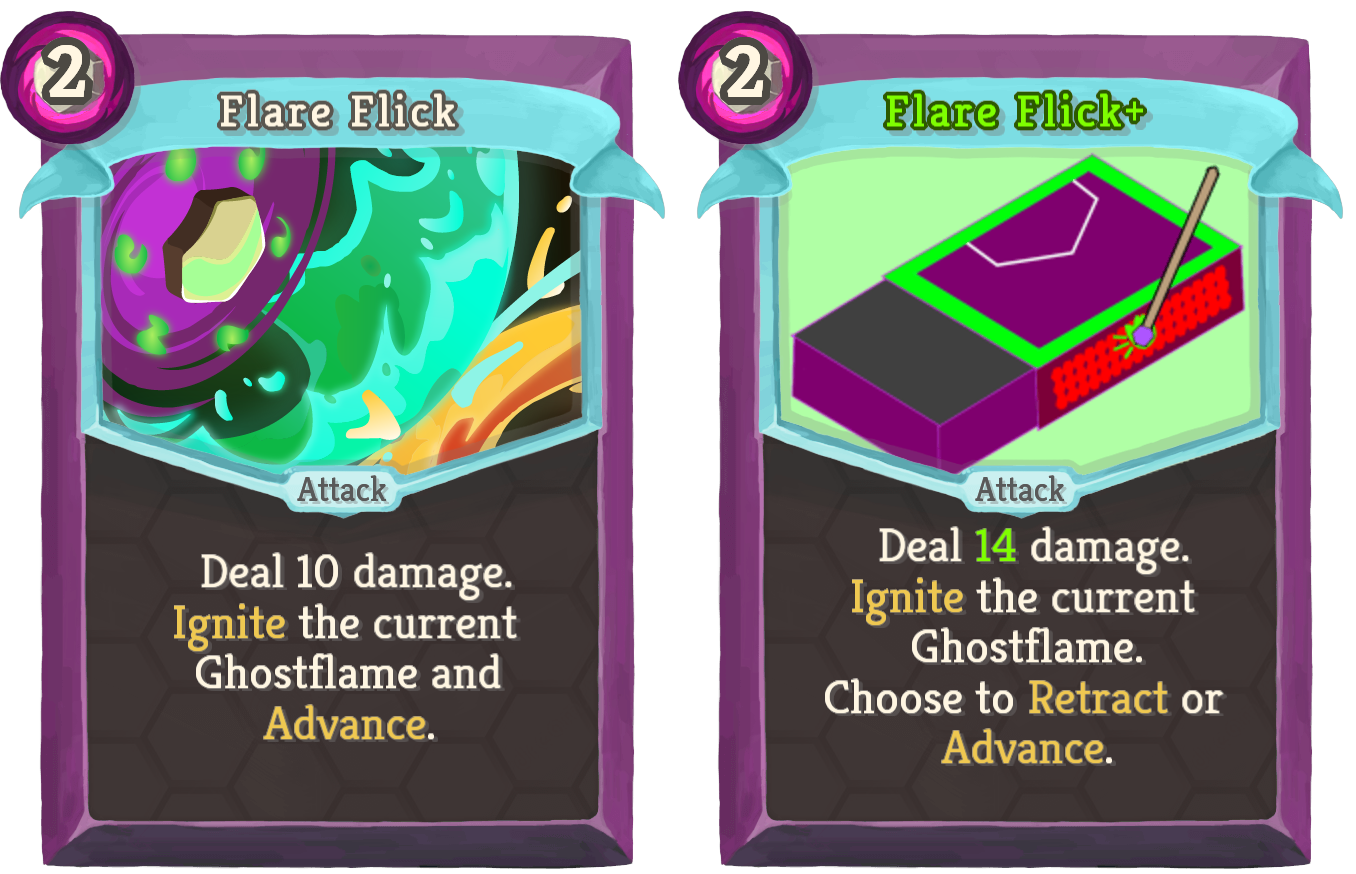 2
Flare Flick
Attack
Deal 10 damage.
Ignite the current
Ghostflame and
Advance.
2
Flare Flick+
Attack
Deal 14 damage.
Ignite the current
Ghostflame.
Choose to Retract or
Advance.